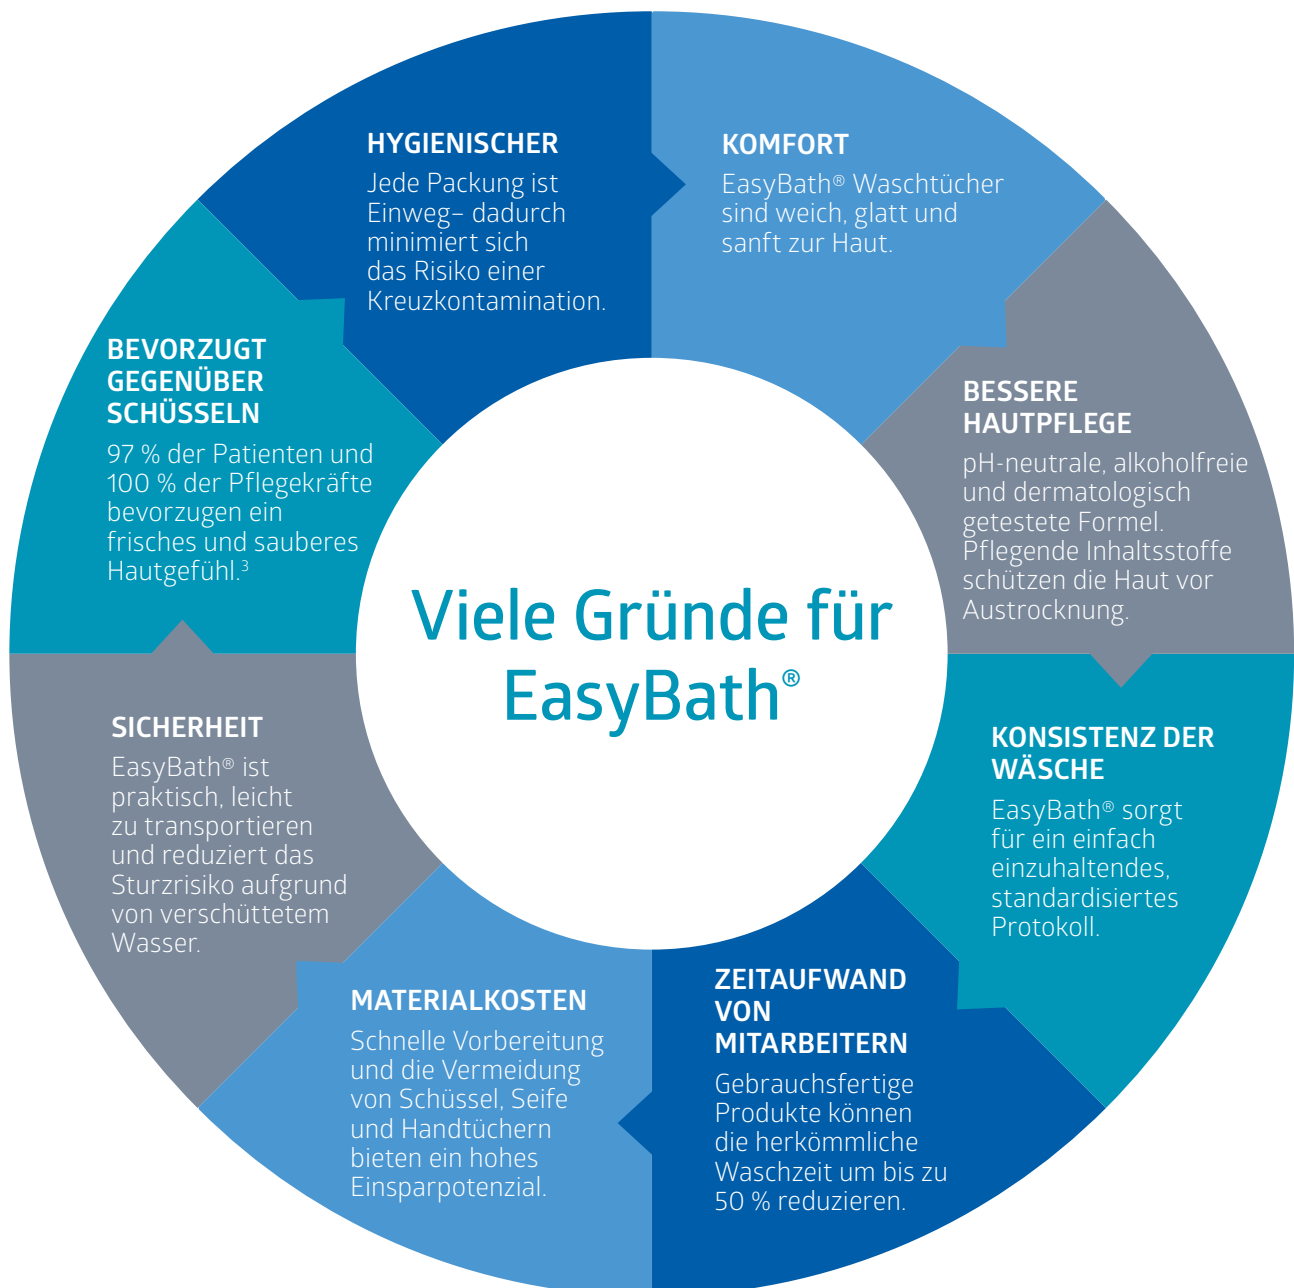 HYGIENISCHER
Jede Packung ist
Einweg– dadurch
minimiert sich
das Risiko einer
Kreuzkontamination.
KOMFORT
EasyBath® Waschtücher
sind weich, glatt und
sanft zur Haut.
BESSERE
HAUTPFLEGE
pH-neutrale, alkoholfreie
und dermatologisch
getestete Formel.
Pflegende Inhaltsstoffe
schützen die Haut vor
Austrocknung.
KONSISTENZ DER
WÄSCHE
EasyBath® sorgt
für ein einfach
einzuhaltendes,
standardisiertes
Protokoll.
ZEITAUFWAND
VON
MITARBEITERN
Gebrauchsfertige
Produkte können
die herkömmliche
Waschzeit um bis zu
50 % reduzieren.
MATERIALKOSTEN
Schnelle Vorbereitung
und die Vermeidung
von Schüssel, Seife
und Handtüchern
bieten ein hohes
Einsparpotenzial.
SICHERHEIT
EasyBath® ist
praktisch, leicht
zu transportieren
und reduziert das
Sturzrisiko aufgrund
von verschüttetem
Wasser.
BEVORZUGT
GEGENÜBER
SCHÜSSELN
97 % der Patienten und
100 % der Pflegekräfte
bevorzugen ein
frisches und sauberes
Hautgefühl.³
Viele Gründe für
EasyBath®